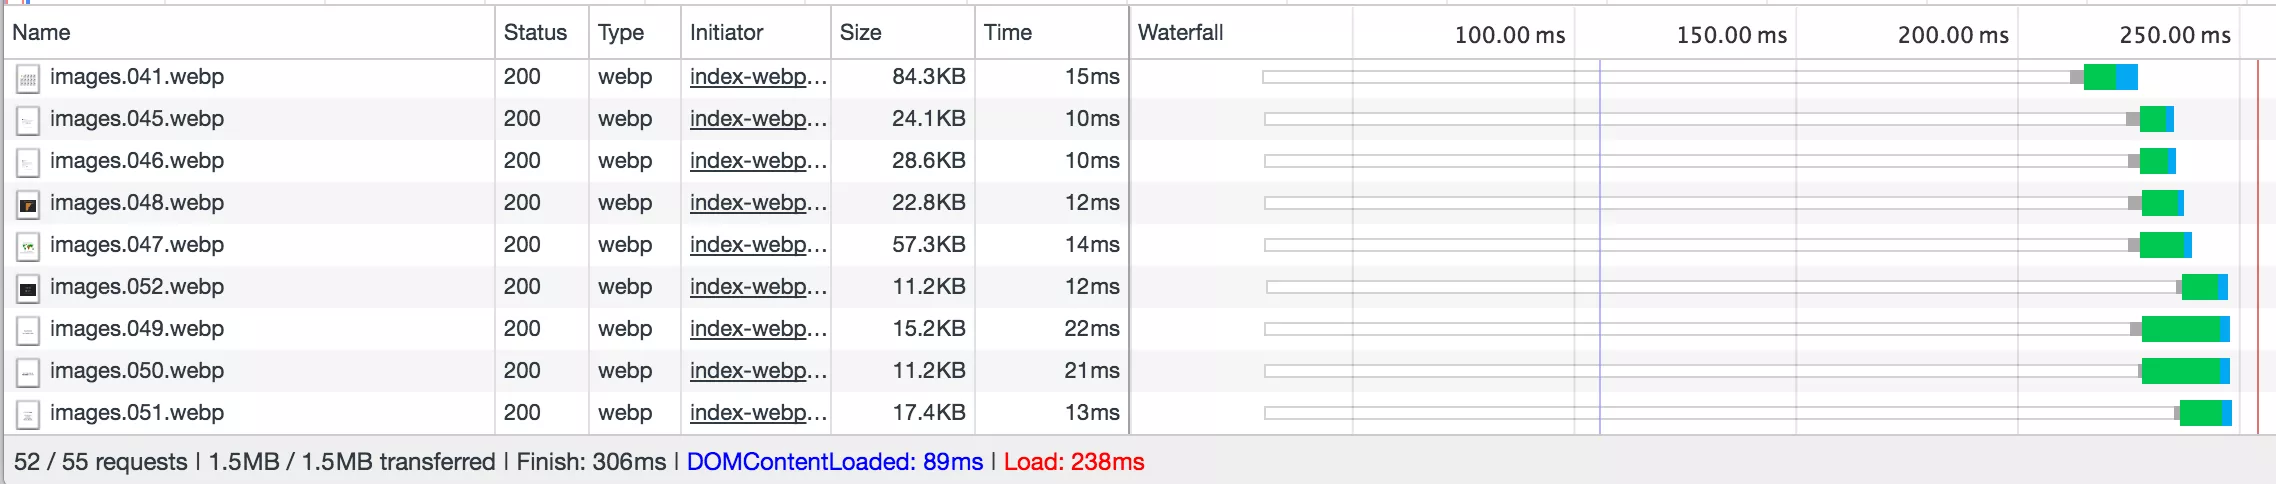 Name Status Type Initiator Size Time Waterfall 100.00 ms 150.00 ms 200.00 ms 250.00 ms
images.041.webp 200 webp index-webp... 84.3KB 15ms
images.045.webp 200 webp index-webp... 24.1KB 10ms
images.046.webp 200 webp index-webp... 28.6KB 10ms
images.048.webp 200 webp index-webp... 22.8KB 12ms
images.047.webp 200 webp index-webp... 57.3KB 14ms
images.052.webp 200 webp index-webp... 11.2KB 12ms
images.049.webp 200 webp index-webp... 15.2KB 22ms
images.050.webp 200 webp index-webp... 11.2KB 21ms
images.051.webp 200 webp index-webp... 17.4KB 13ms
52 / 55 requests | 1.5MB / 1.5MB transferred | Finish: 306ms | DOMContentLoaded: 89ms | Load: 238ms